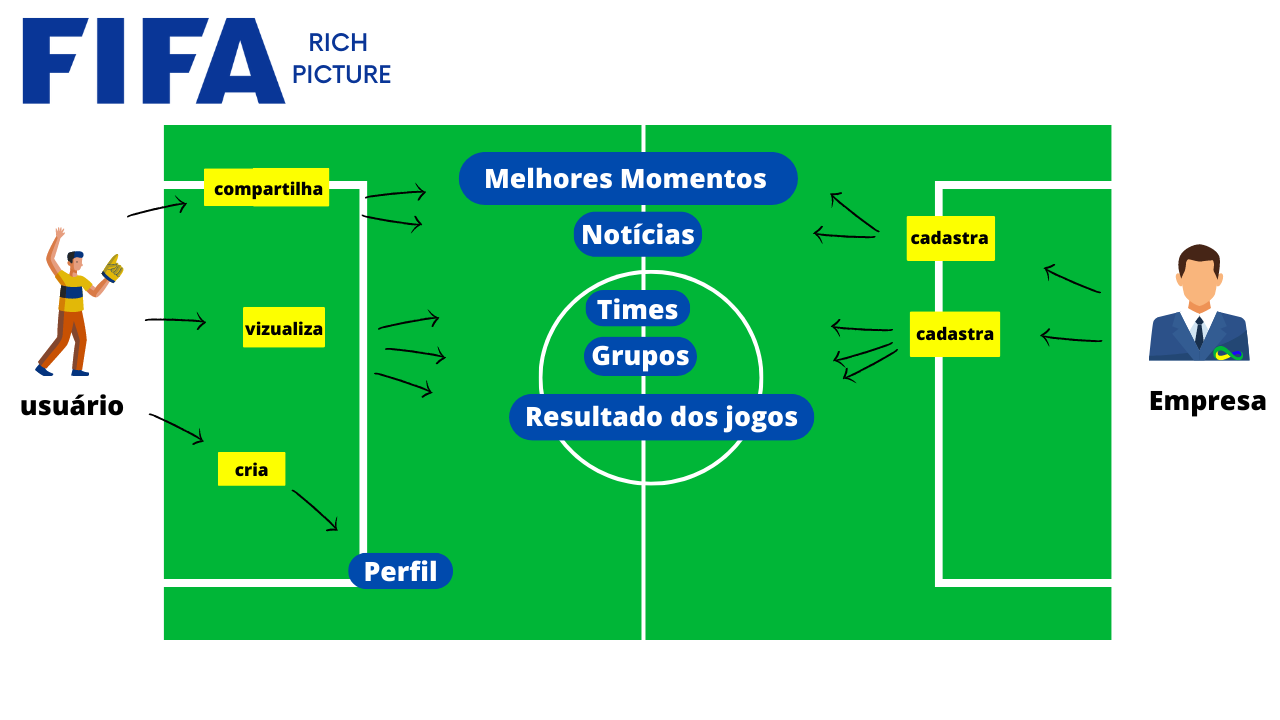 FIFA
RICH
PICTURE
compartilha
Melhores Momentos
cadastra
Notícias
Times
vizualiza
cadastra
Grupos
usuário
Empresa
Resultado dos jogos
cria
Perfil